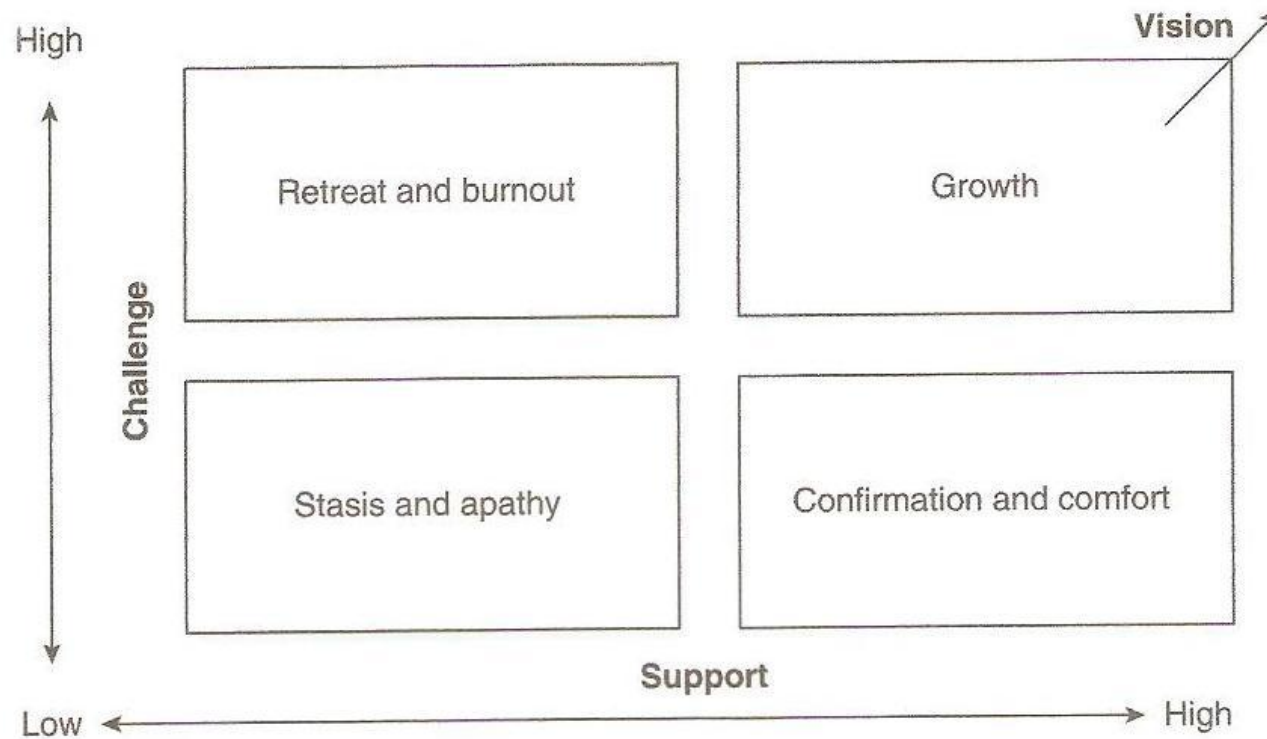 Vision
High
Retreat and burnout
Growth
Challenge
Stasis and apathy
Confirmation and comfort
Support
Low
High